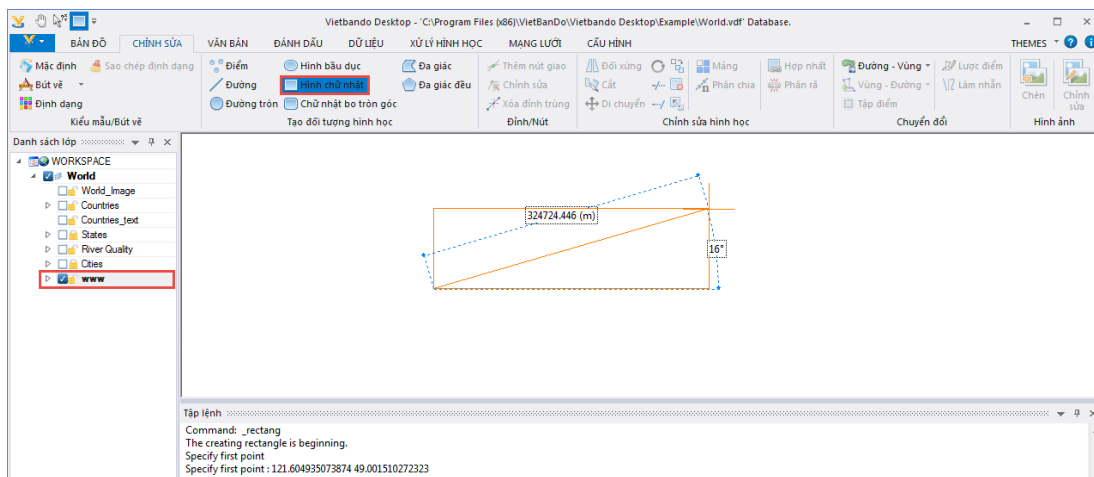 Vietbando Desktop - 'C:\Program Files (x86)\VietBanDo\Vietbando Desktop\Example\World.vdf' Database.
BẢN ĐỒ CHỈNH SỬA VĂN BẢN ĐÁNH DẤU DỮ LIỆU XỬ LÝ HÌNH HỌC MẠNG LƯỚI CẤU HÌNH THEMES
Mặc định Sao chép định dạng Điểm Hình bầu dục Đa giác Thêm nút giao Đối xứng Mảng Hợp nhất Đường - Vùng Lược điểm
Bút vẽ Đường Hình chữ nhật Đa giác đều Chỉnh sửa Cắt Phân chia Phân rã Vùng - Đường Làm nhẵn Chèn Chỉnh sửa
Định dạng Đường tròn Chữ nhật bo tròn góc Xóa đỉnh trùng Di chuyển Tập điểm
Kiểu mẫu/Bút vẽ Tạo đối tượng hình học Đỉnh/Nút Chỉnh sửa hình học Chuyển đổi Hình ảnh
Danh sách lớp
WORKSPACE
World
World_Image
Countries
Countries_text
States
River Quality
Cities
www
324724.446 (m)
16°
Tập lệnh
Command: _rectang
The creating rectangle is beginning.
Specify first point
Specify first point : 121.604935073874 49.001510272323